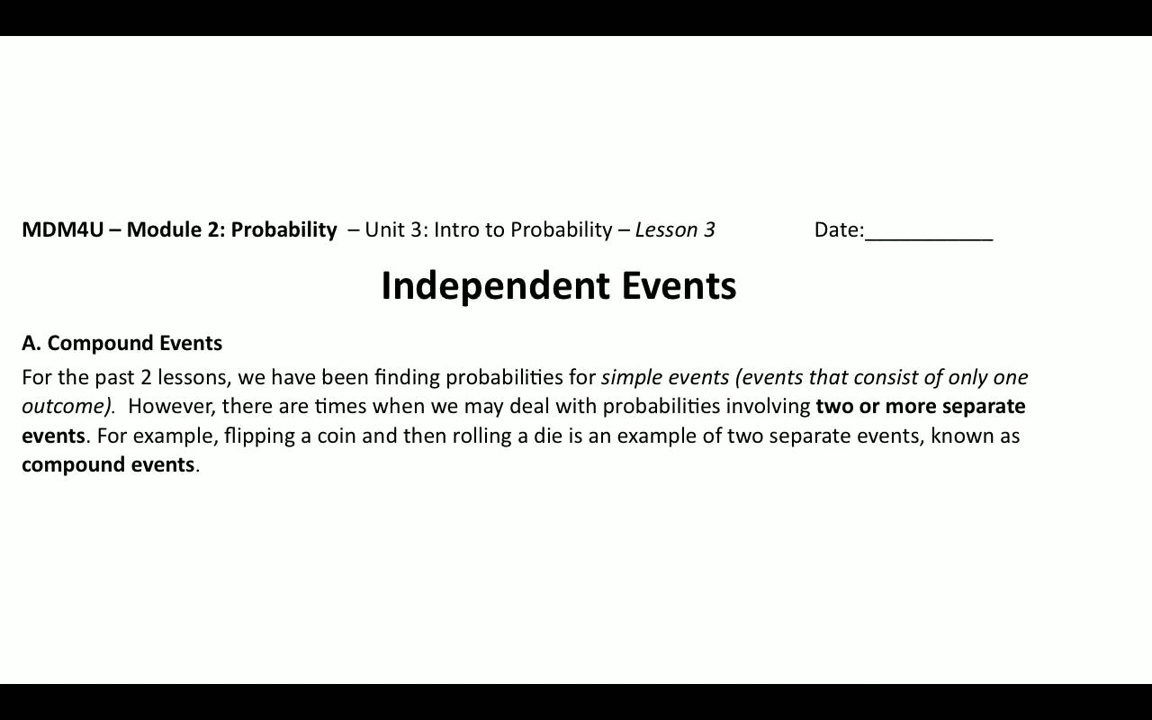 MDM4U – Module 2: Probability – Unit 3: Intro to Probability – Lesson 3 Date:___________
Independent Events
A. Compound Events
For the past 2 lessons, we have been finding probabilities for simple events (events that consist of only one
outcome). However, there are times when we may deal with probabilities involving two or more separate
events. For example, flipping a coin and then rolling a die is an example of two separate events, known as
compound events.